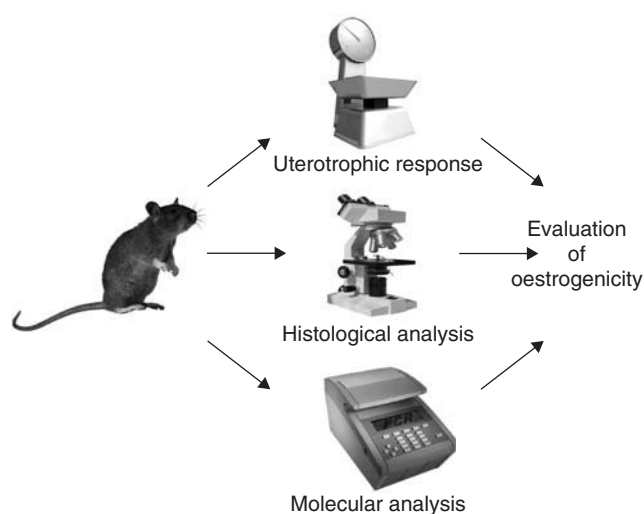 Uterotrophic response
Evaluation
of
oestrogenicity
Histological analysis
PCR
Molecular analysis